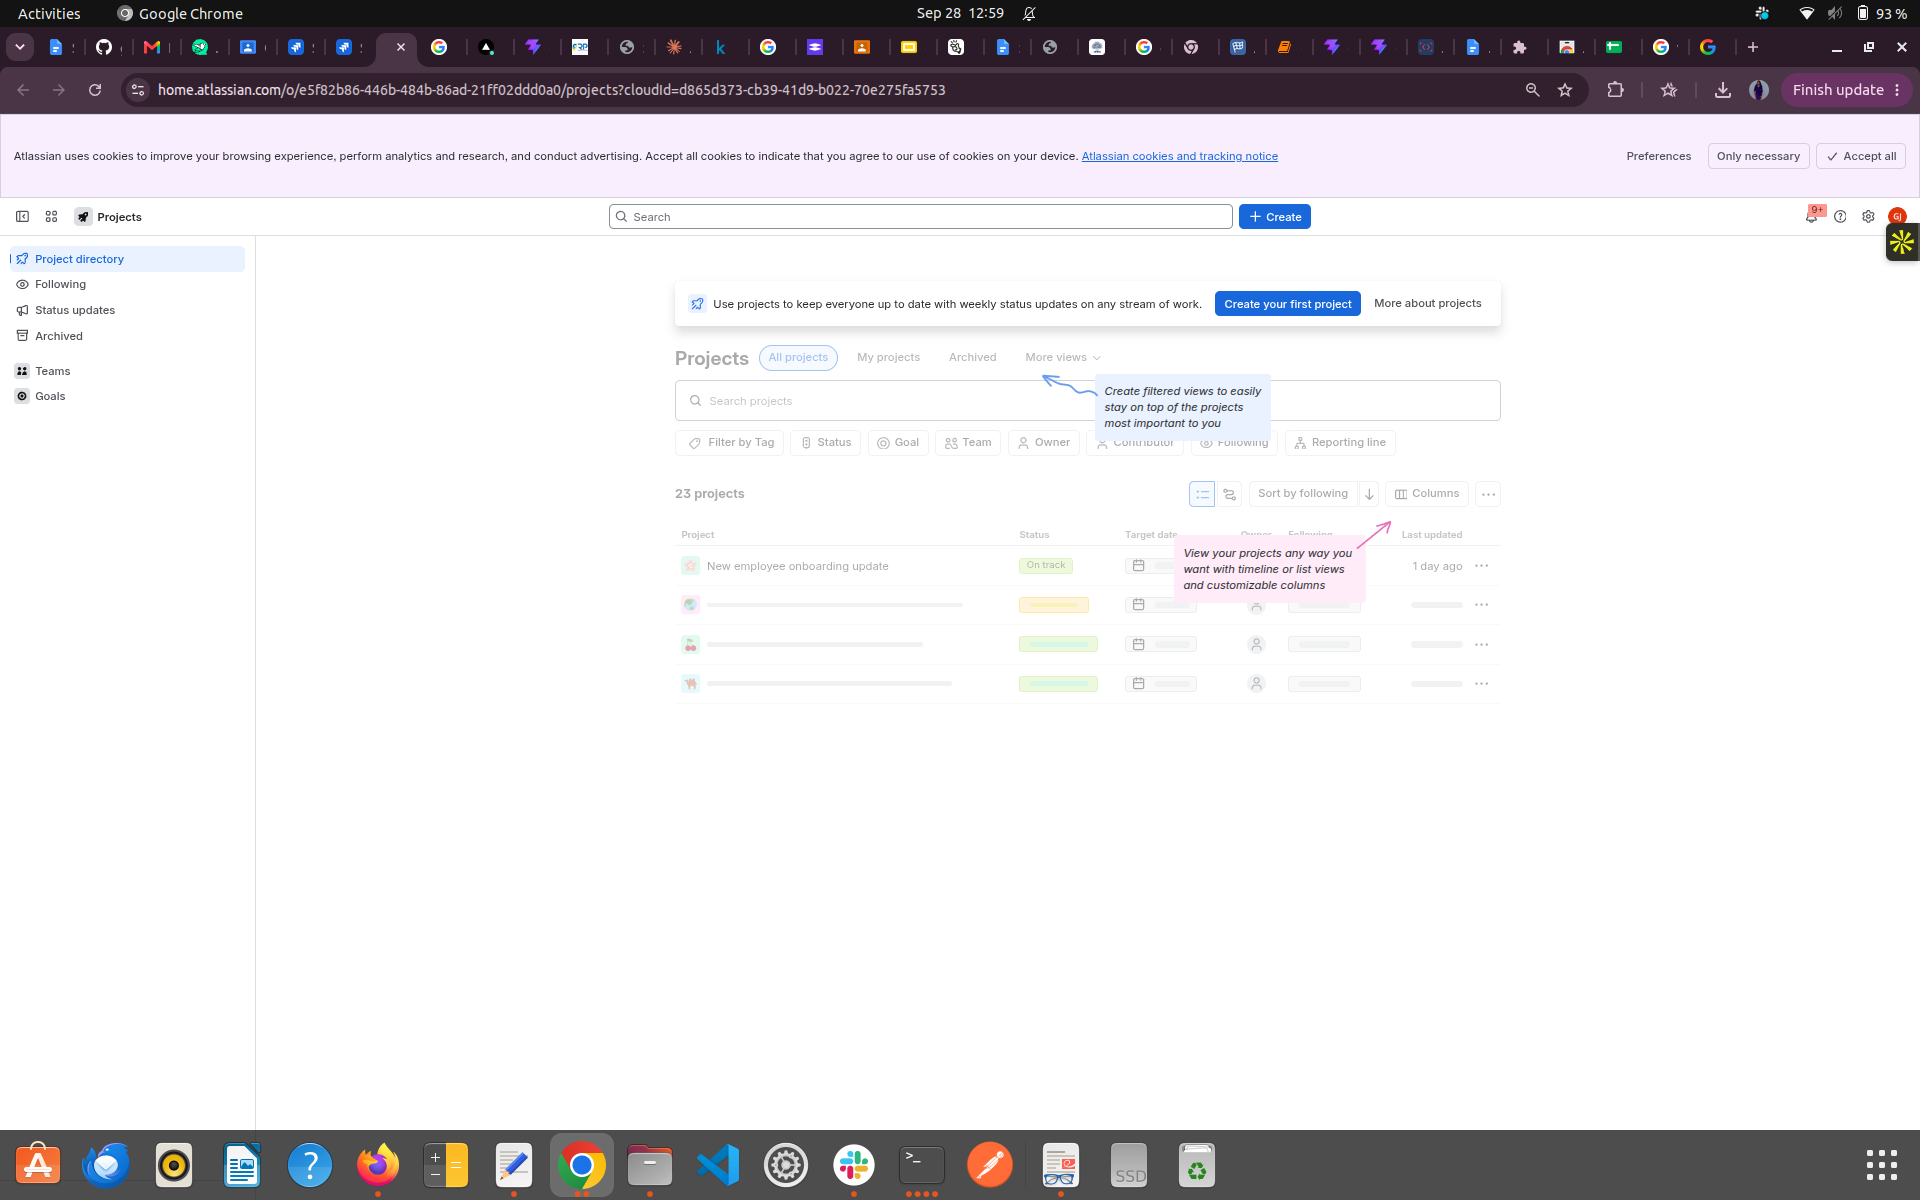 Activities
Google Chrome
Sep 28 12:59
93 %
home.atlassian.com/o/e5f82b86-446b-484b-86ad-21ff02ddd0a0/projects?cloudId=d865d373-cb39-41d9-b022-70e275fa5753
Finish update
Atlassian uses cookies to improve your browsing experience, perform analytics and research, and conduct advertising. Accept all cookies to indicate that you agree to our use of cookies on your device. Atlassian cookies and tracking notice
Preferences
Only necessary
Accept all
Projects
Search
Create
9+
GJ
Project directory
Following
Status updates
Archived
Teams
Goals
Use projects to keep everyone up to date with weekly status updates on any stream of work.
Create your first project
More about projects
Projects
All projects
My projects
Archived
More views
Search projects
Create filtered views to easily
stay on top of the projects
most important to you
Filter by Tag
Status
Goal
Team
Owner
Contributor
Following
Reporting line
23 projects
Sort by following
Columns
Project
Status
Target date
Owner
Following
Last updated
New employee onboarding update
On track
1 day ago
View your projects any way you
want with timeline or list views
and customizable columns
SSD